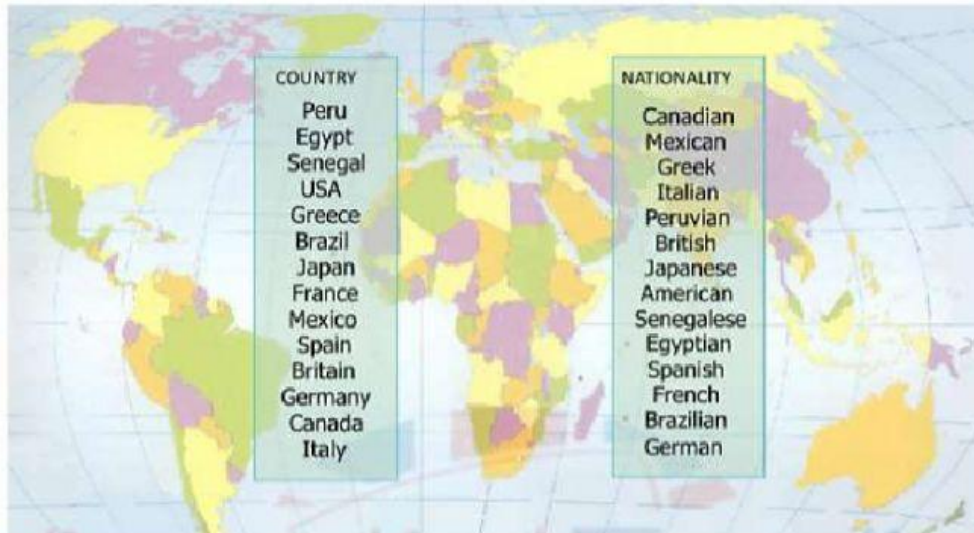 COUNTRY
Peru
Egypt
Senegal
USA
Greece
Brazil
Japan
France
Mexico
Spain
Britain
Germany
Canada
Italy
NATIONALITY
Canadian
Mexican
Greek
Italian
Peruvian
British
Japanese
American
Senegalese
Egyptian
Spanish
French
Brazilian
German